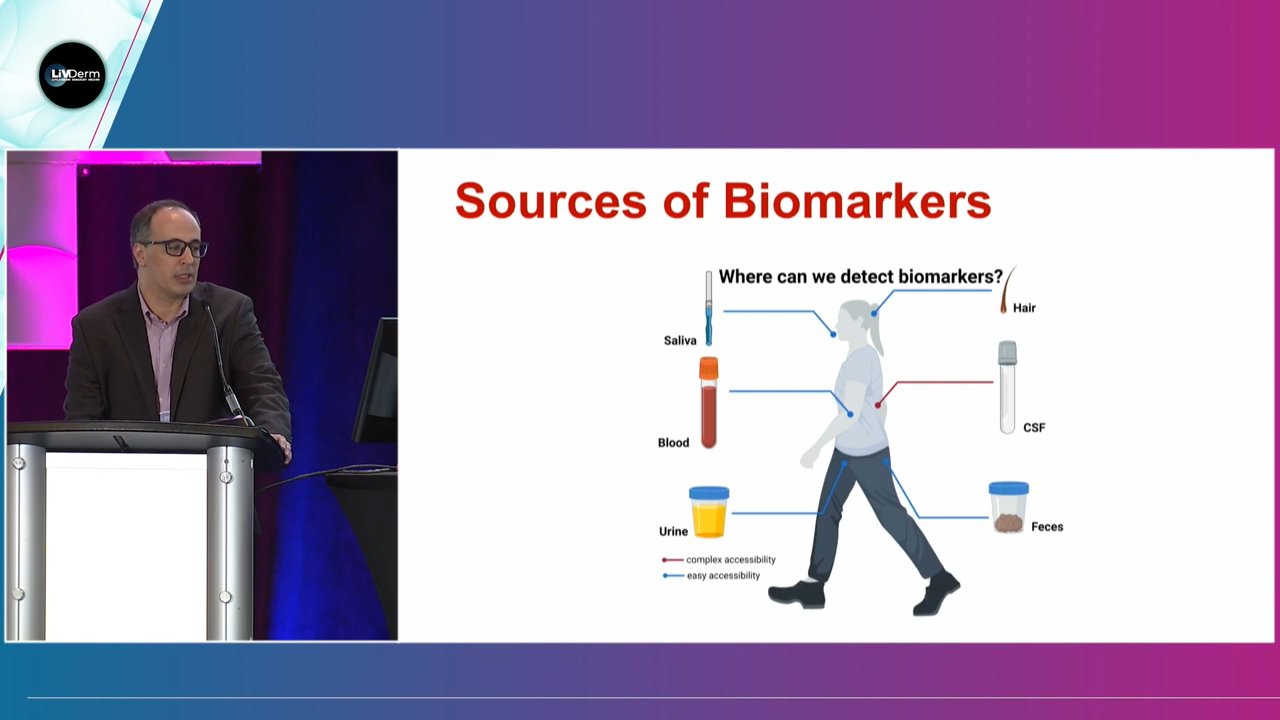 LiVDerm
Sources of Biomarkers
Where can we detect biomarkers?
Hair
Saliva
CSF
Blood
Urine
Feces
complex accessibility
easy accessibility